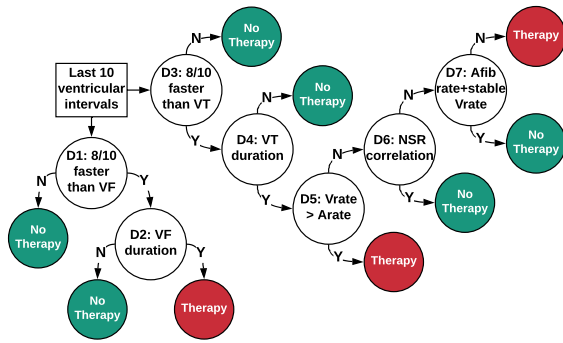 Last 10
ventricular
intervals
D3: 8/10
faster
than VT
N
No
Therapy
Y
D4: VT
duration
N
No
Therapy
Y
D5: Vrate
> Arate
N
D6: NSR
correlation
N
D7: Afib
rate+stable
Vrate
N
Therapy
Y
No
Therapy
Y
No
Therapy
Y
Therapy
D1: 8/10
faster
than VF
N
No
Therapy
Y
D2: VF
duration
N
No
Therapy
Y
Therapy